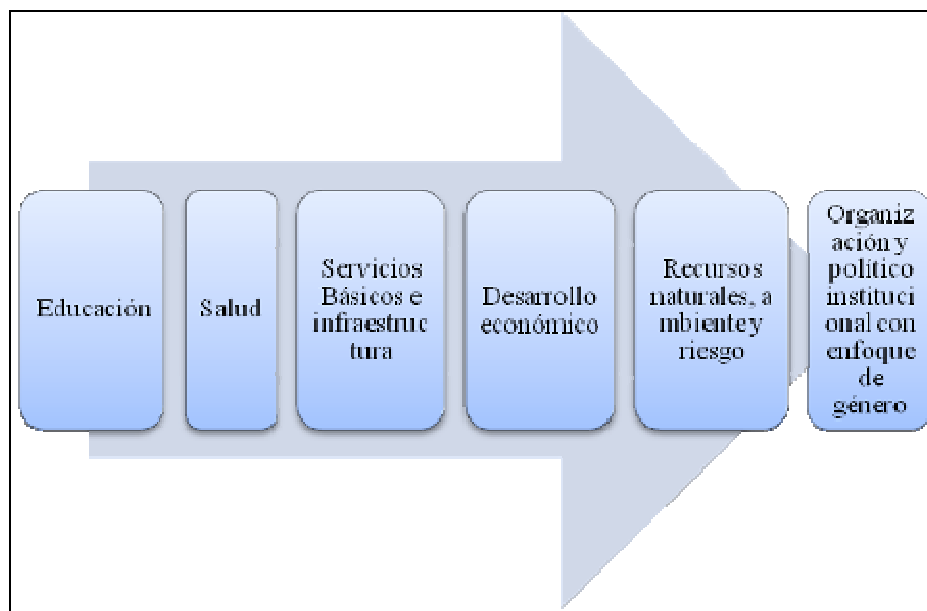 Educación
Salud
Servicios
Básicos e
infraestruc
tura
Desarrollo
económico
Recursos
naturales, a
mbiente y
riesgo
Organiz
ación y
político
instituci
onal con
enfoque
de
género